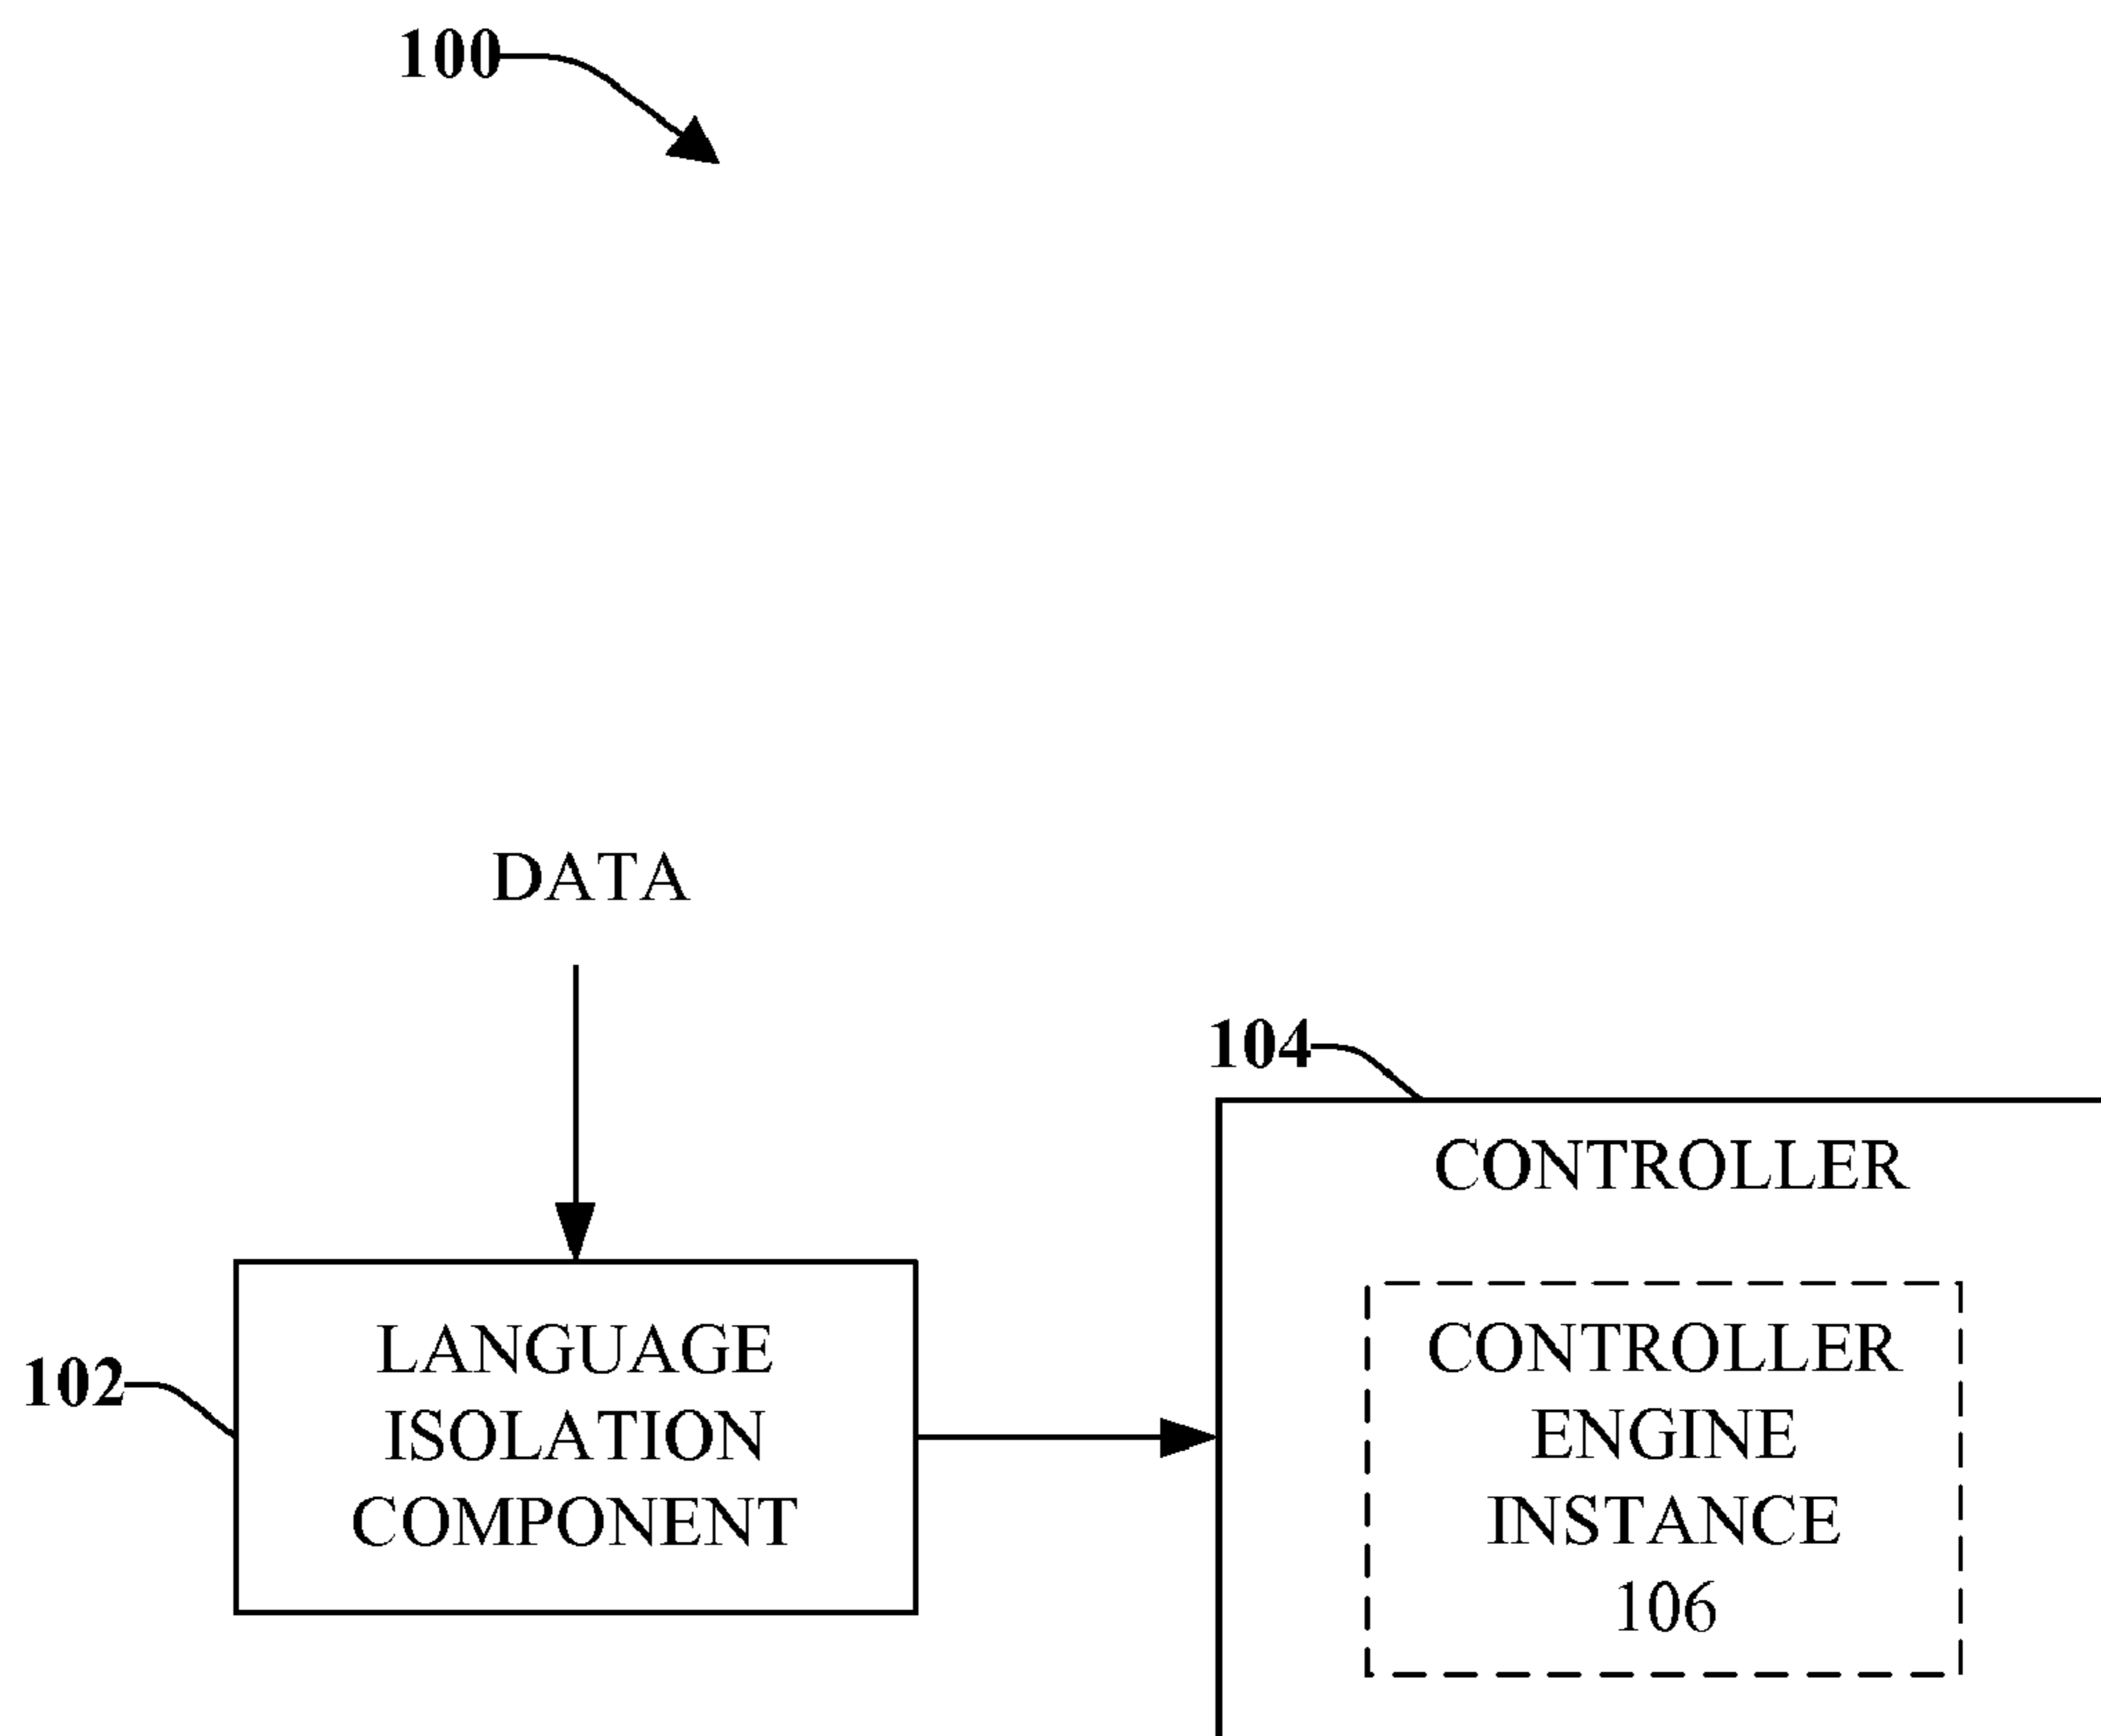 100
DATA
104
CONTROLLER
LANGUAGE
ISOLATION
COMPONENT
102
CONTROLLER
ENGINE
INSTANCE
106